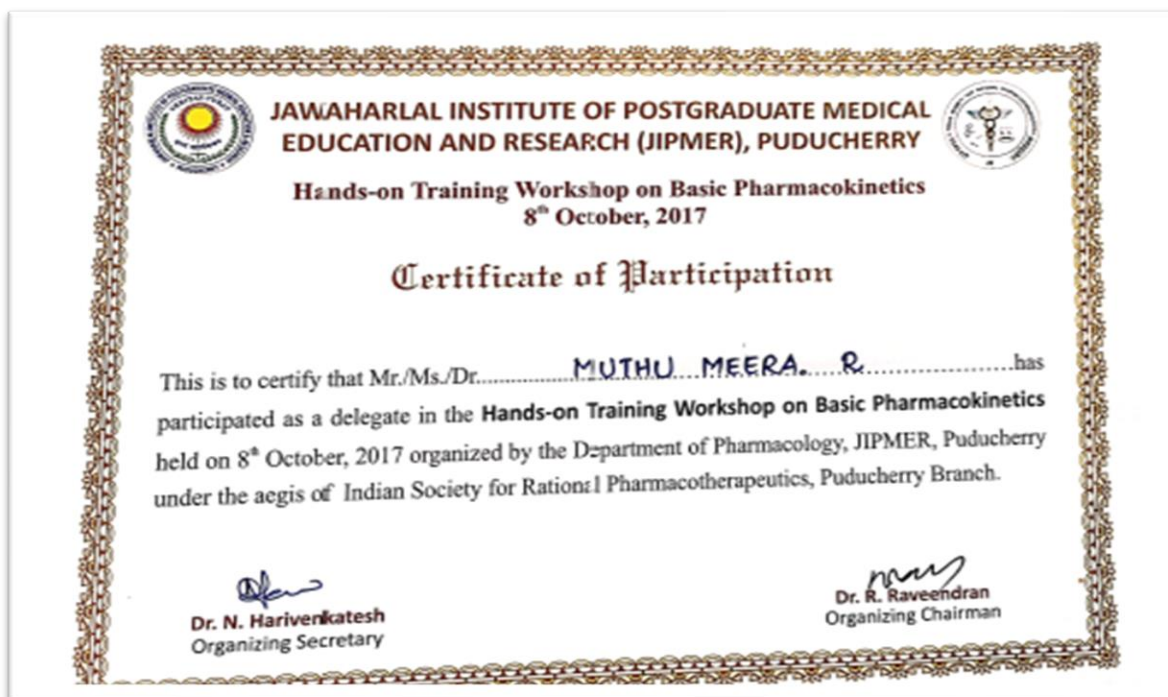 JAWAHARLAL INSTITUTE OF POSTGRADUATE MEDICAL
EDUCATION AND RESEARCH (JIPMER), PUDUCHERRY
Hands-on Training Workshop on Basic Pharmacokinetics
8th October, 2017
Certificate of Participation
This is to certify that Mr./Ms./Dr. MUTHU MEERA. R. has
participated as a delegate in the Hands-on Training Workshop on Basic Pharmacokinetics
held on 8th October, 2017 organized by the Department of Pharmacology, JIPMER, Puducherry
under the aegis of Indian Society for Rational Pharmacotherapeutics, Puducherry Branch.
Dr. N. Harivenkatesh
Organizing Secretary
Dr. R. Raveendran
Organizing Chairman